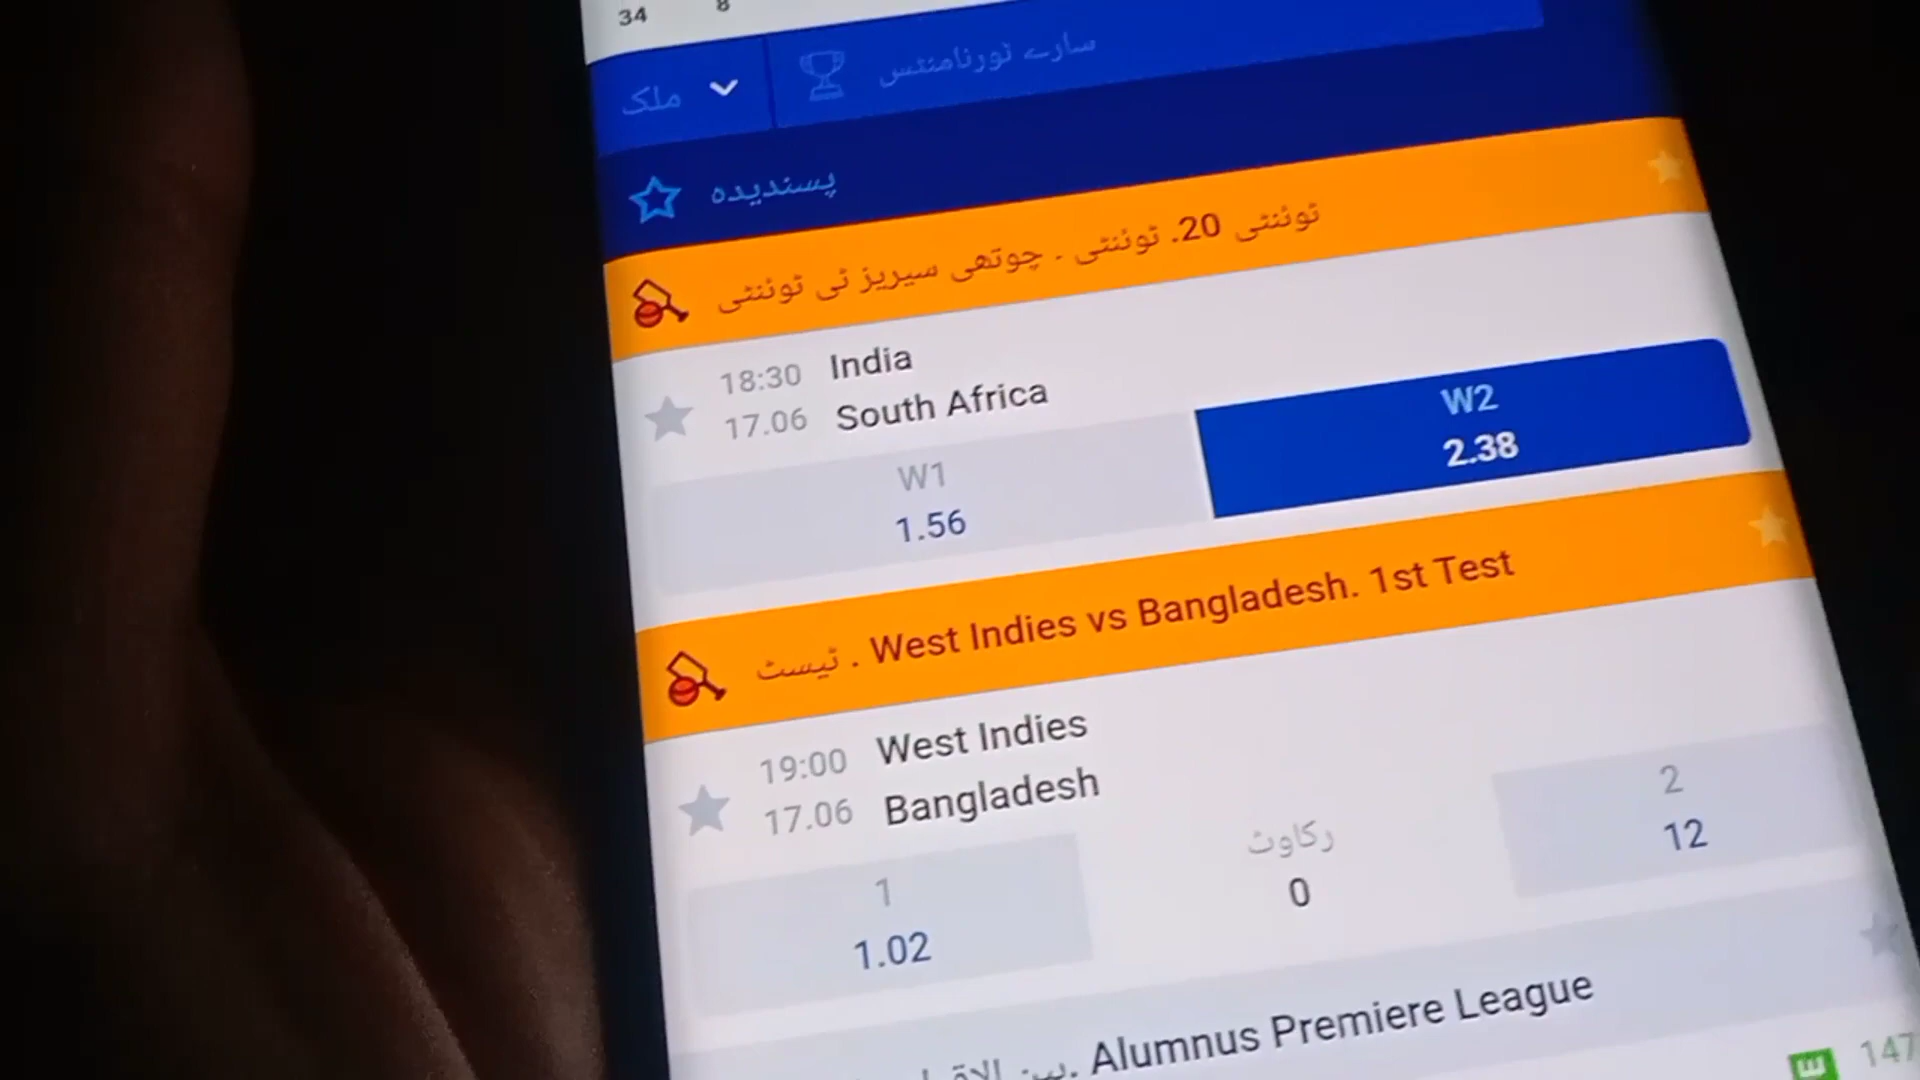 34 8
ملک سارے ٹورنامنٹس
پسندیدہ
ٹوئنٹی 20. ٹوئنٹی - چوتھی سیریز ٹی ٹوئنٹی
18:30 India
17.06 South Africa
W1 W2
1.56 2.38
ٹیسٹ . West Indies vs Bangladesh. 1st Test
19:00 West Indies
17.06 Bangladesh
1 رکاوٹ 2
1.02 0 12
بین . Alumnus Premiere League
147